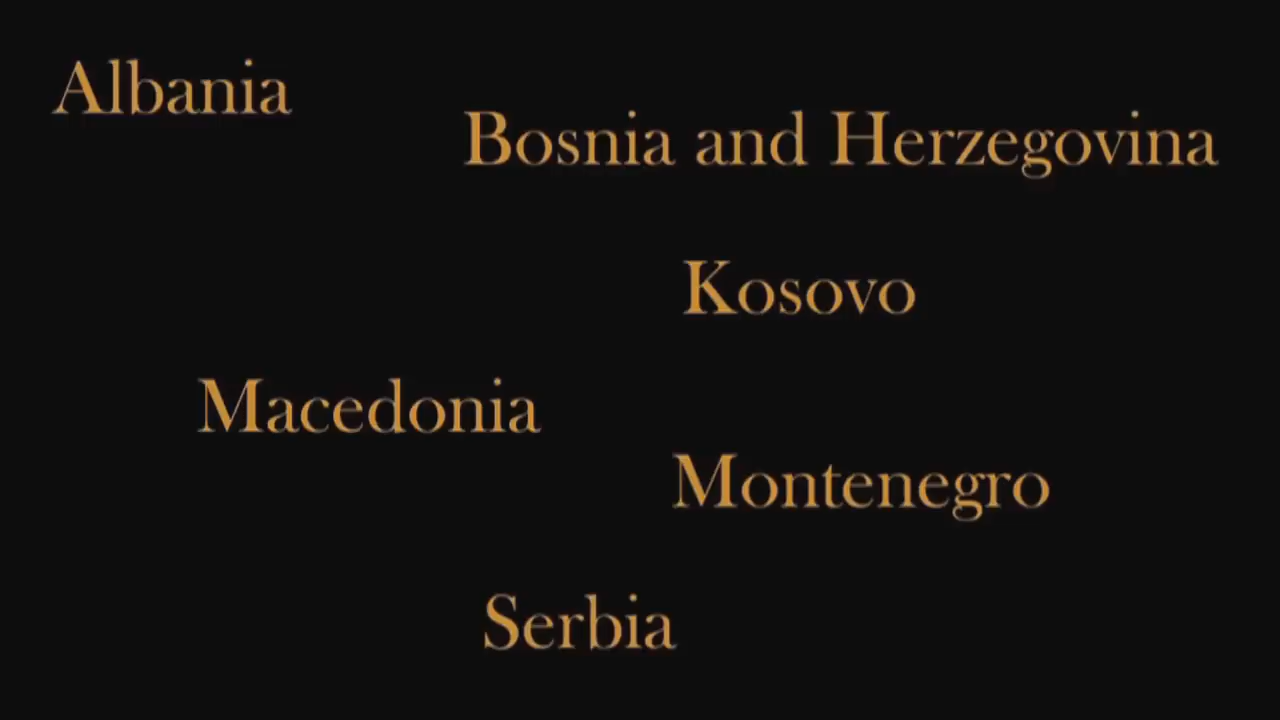 Albania
Bosnia and Herzegovina
Kosovo
Macedonia
Montenegro
Serbia